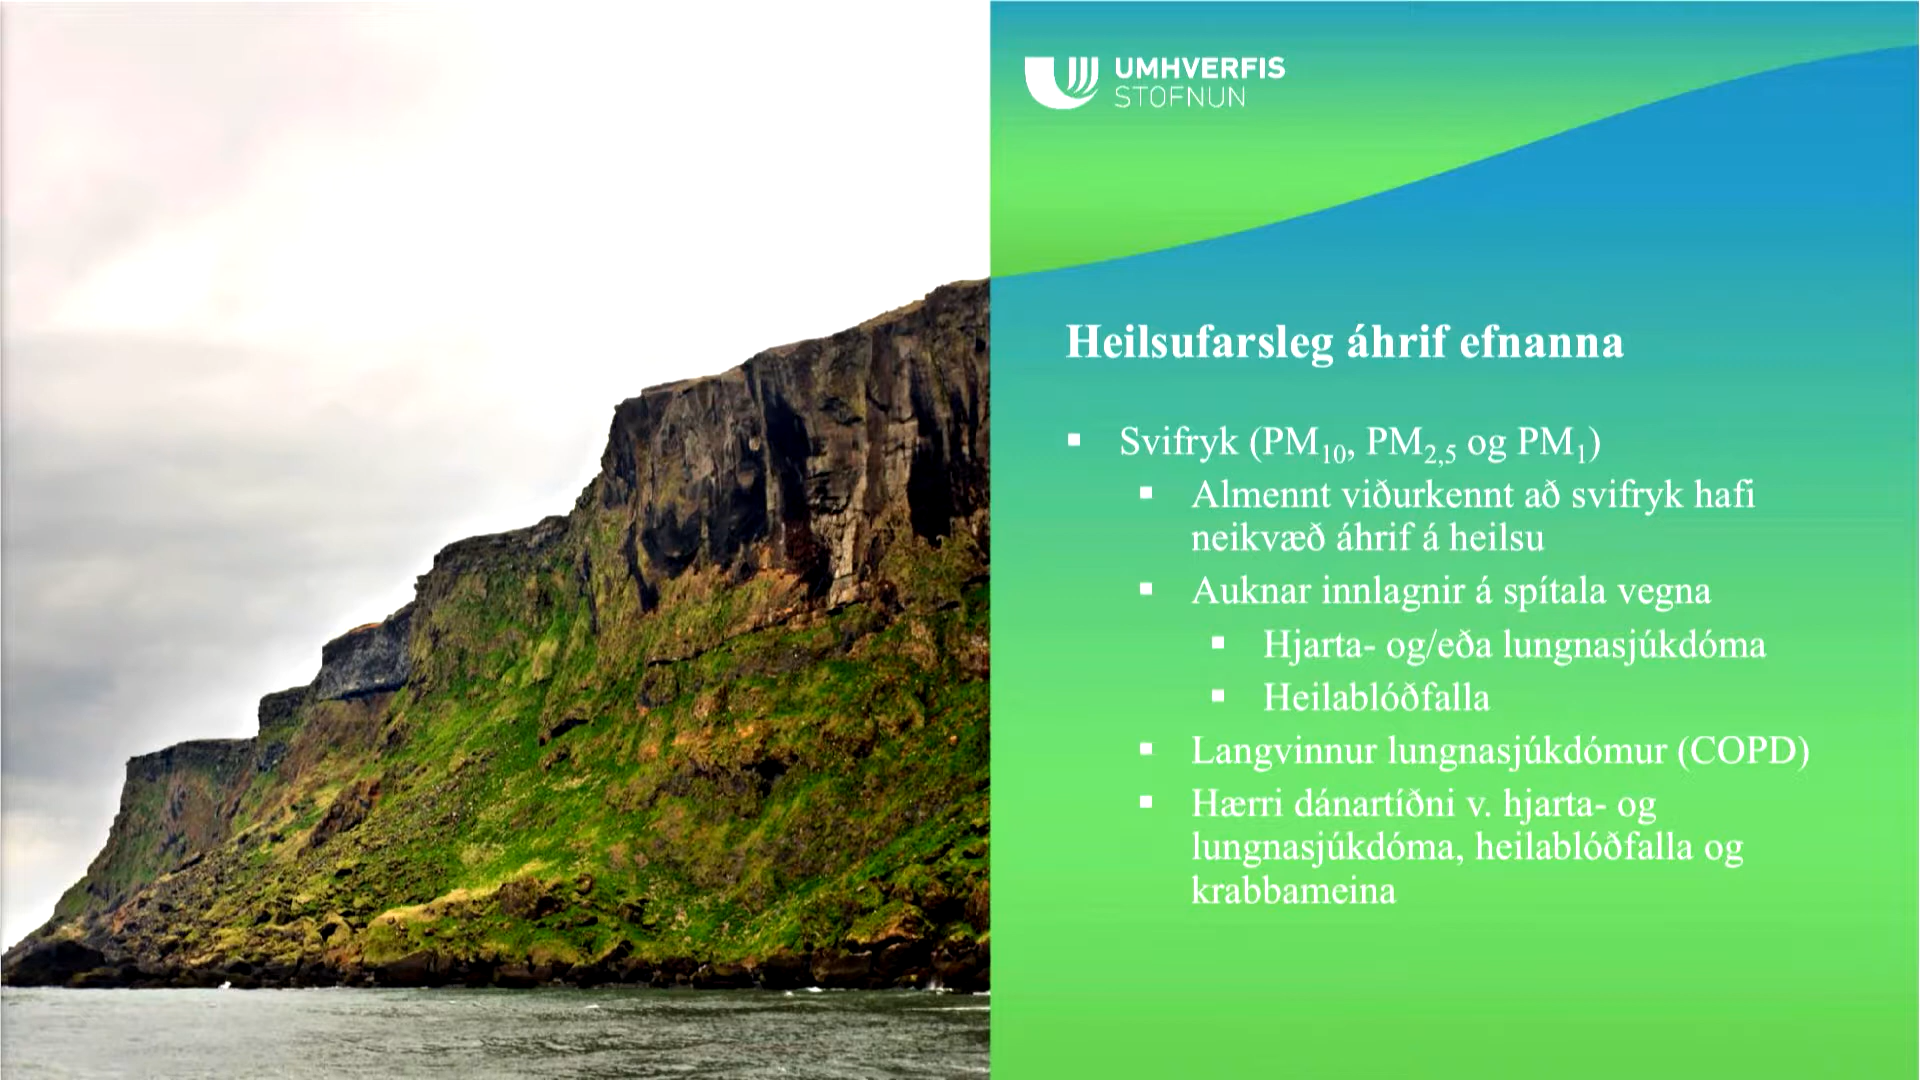 UMHVERFIS
STOFNUN
Heilsufarsleg áhrif efnanna
▪ Svifryk (PM₁₀, PM₂,₅ og PM₁)
▪ Almennt viðurkennt að svifryk hafi
neikvæð áhrif á heilsu
▪ Auknar innlagnir á spítala vegna
▪ Hjarta- og/eða lungnasjúkdóma
▪ Heilablóðfalla
▪ Langvinnur lungnasjúkdómur (COPD)
▪ Hærri dánartíðni v. hjarta- og
lungnasjúkdóma, heilablóðfalla og
krabbameina